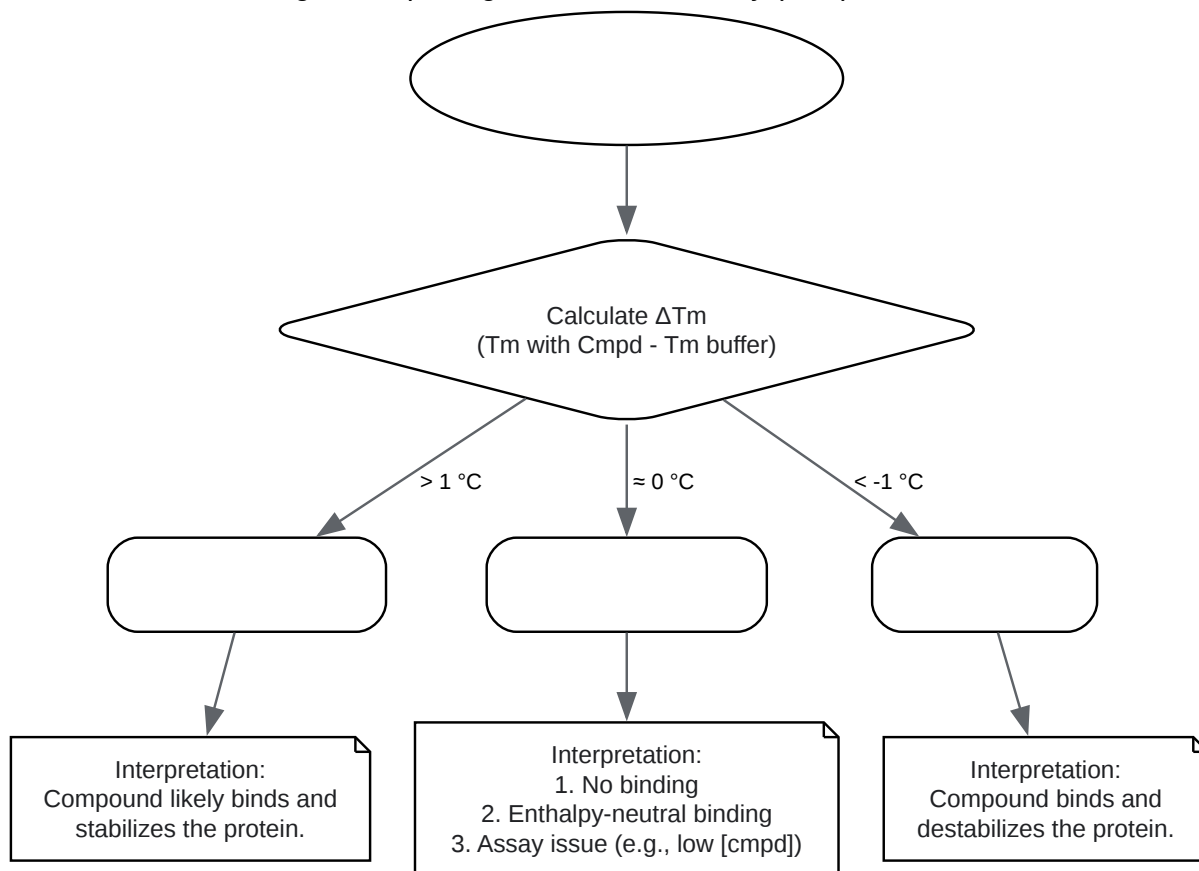 Calculate ΔTm
(Tm with Cmpd - Tm buffer)
> 1 °C
≈ 0 °C
< -1 °C
Interpretation:
Compound likely binds and
stabilizes the protein.
Interpretation:
1. No binding
2. Enthalpy-neutral binding
3. Assay issue (e.g., low [cmpd])
Interpretation:
Compound binds and
destabilizes the protein.